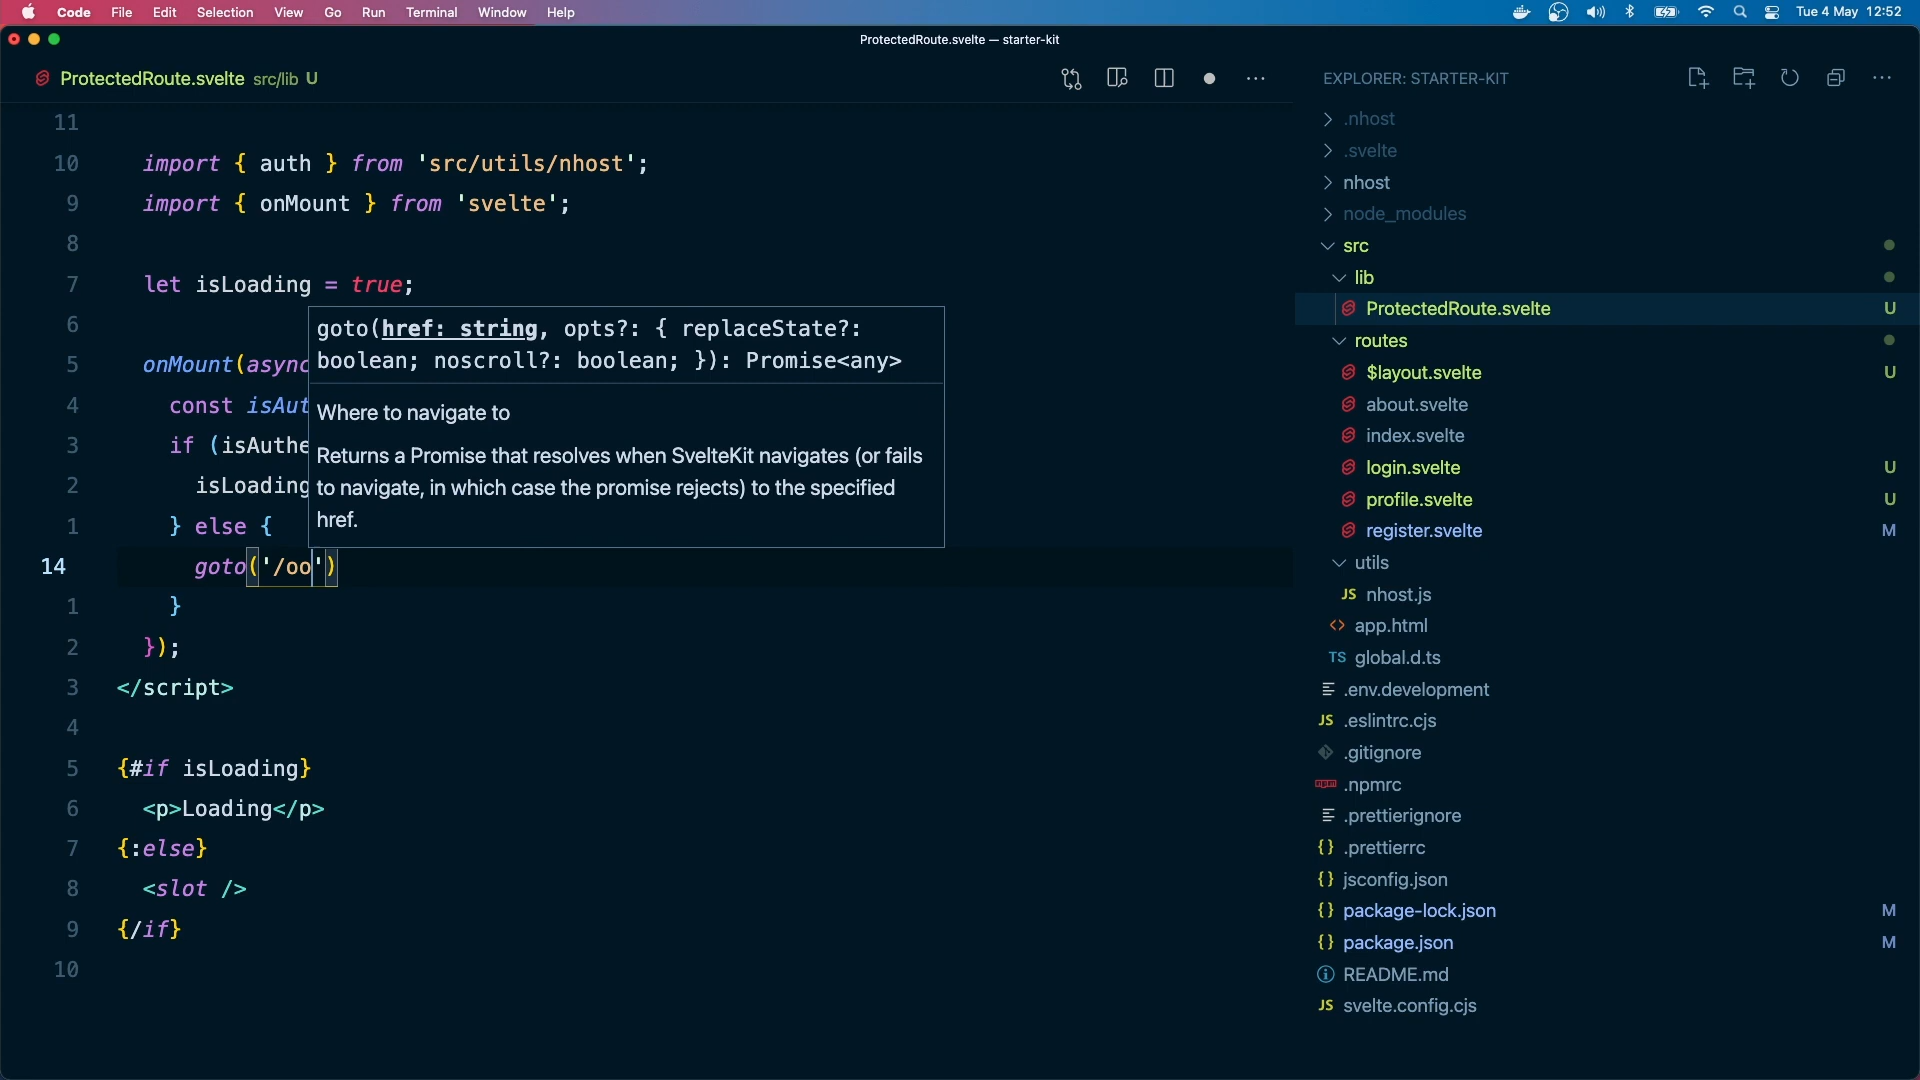 Code File Edit Selection View Go Run Terminal Window Help Tue 4 May 12:52
ProtectedRoute.svelte — starter-kit
ProtectedRoute.svelte src/lib U
11
10 import { auth } from 'src/utils/nhost';
9 import { onMount } from 'svelte';
8
7 let isLoading = true;
6
5 onMount(async
4 const isAut
3 if (isAuthe
2 isLoading
1 } else {
14 goto('/oo')
1 }
2 });
3 </script>
4
5 {#if isLoading}
6 <p>Loading</p>
7 {:else}
8 <slot />
9 {/if}
10
goto(href: string, opts?: { replaceState?:
boolean; noscroll?: boolean; }): Promise<any>
Where to navigate to
Returns a Promise that resolves when SvelteKit navigates (or fails
to navigate, in which case the promise rejects) to the specified
href.
EXPLORER: STARTER-KIT
.nhost
.svelte
nhost
node_modules
src
lib
ProtectedRoute.svelte U
routes
$layout.svelte U
about.svelte
index.svelte
login.svelte U
profile.svelte U
register.svelte M
utils
JS nhost.js
<> app.html
TS global.d.ts
.env.development
JS .eslintrc.cjs
.gitignore
.npmrc
.prettierignore
{} .prettierrc
{} jsconfig.json
{} package-lock.json M
{} package.json M
README.md
JS svelte.config.cjs